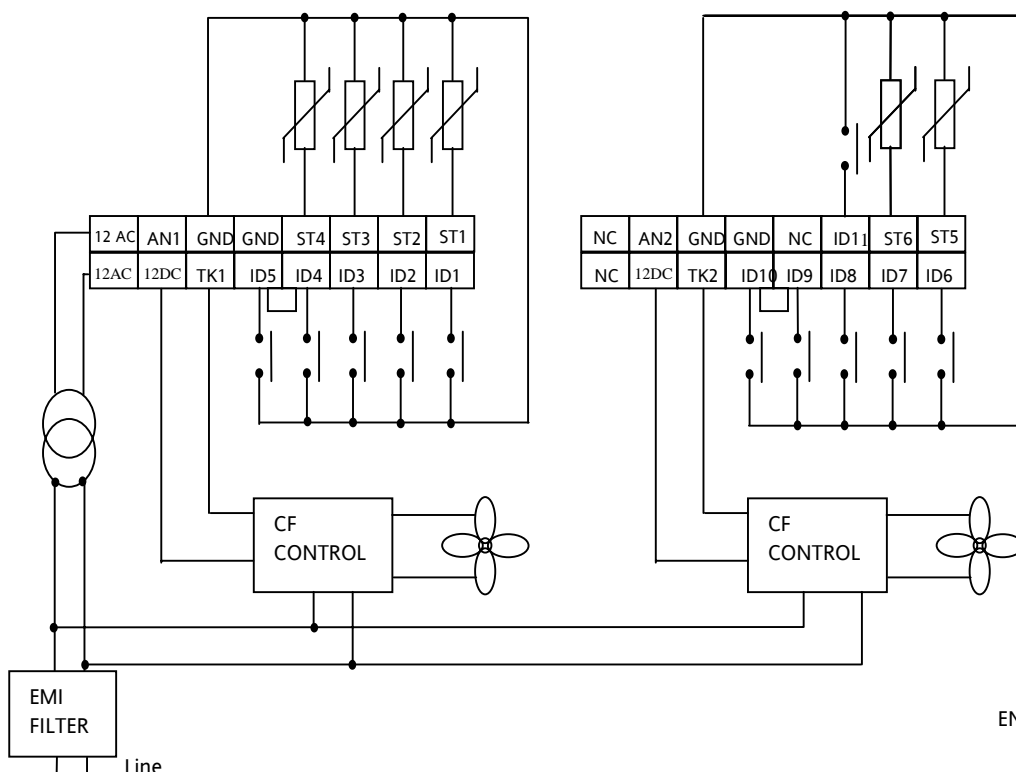 12 AC AN1 GND GND ST4 ST3 ST2 ST1
12AC 12DC TK1 ID5 ID4 ID3 ID2 ID1
NC AN2 GND GND NC ID11 ST6 ST5
NC 12DC TK2 ID10 ID9 ID8 ID7 ID6
CF
CONTROL
CF
CONTROL
EMI
FILTER
EN
Line